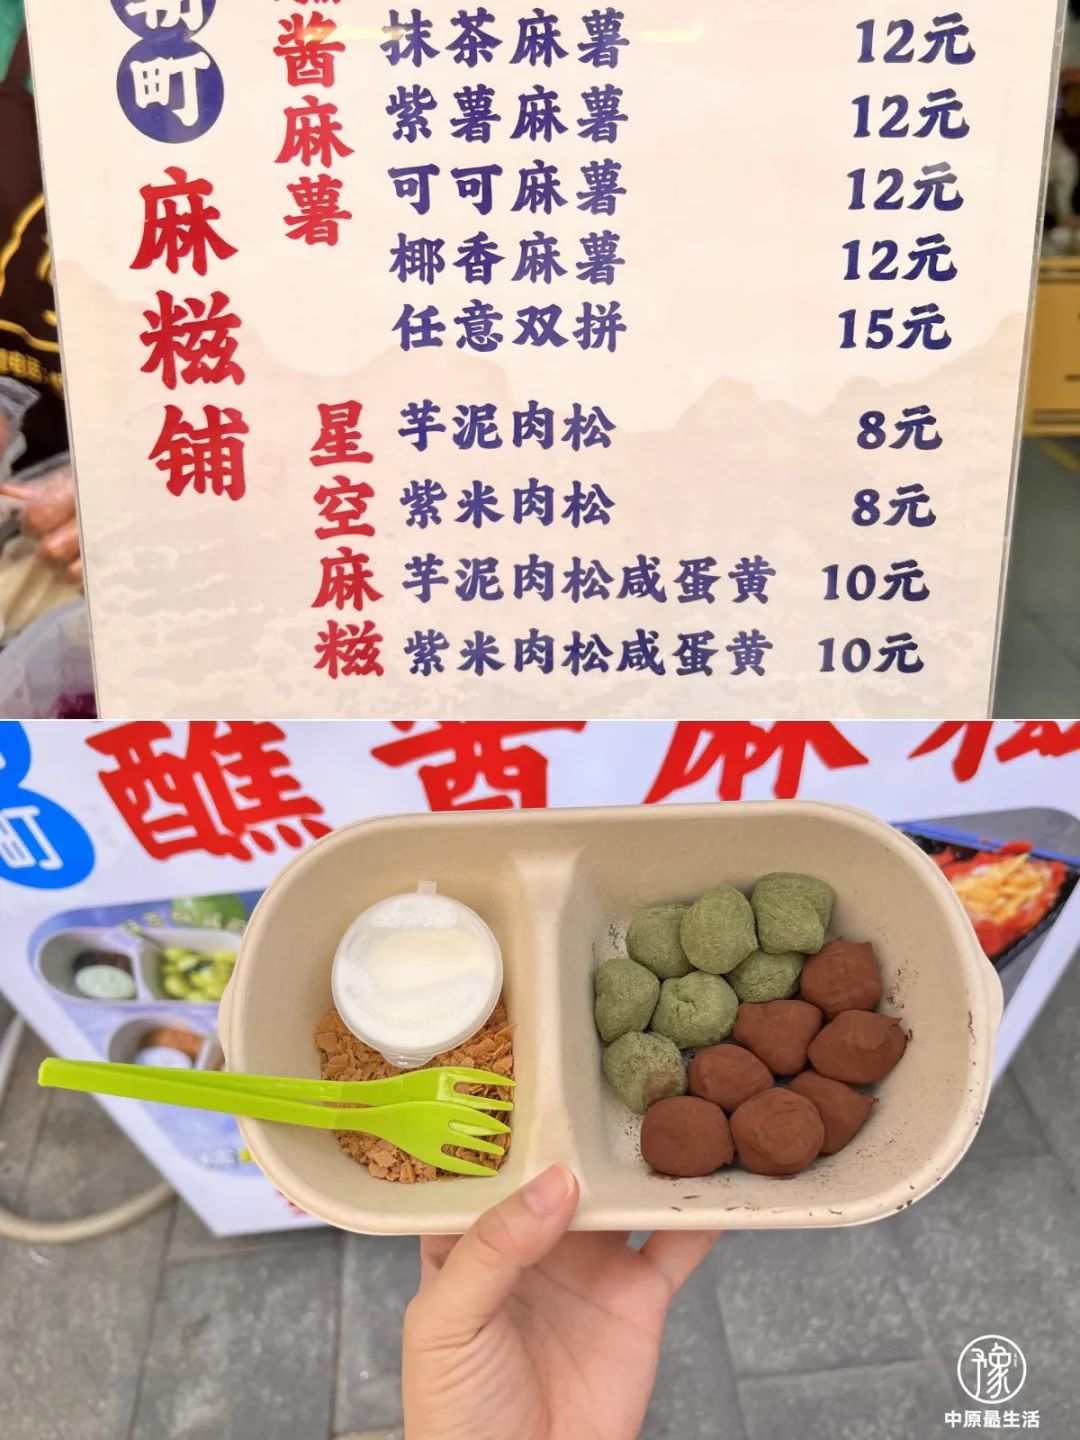 町
麻糍铺
酱麻薯
抹茶麻薯 12元
紫薯麻薯 12元
可可麻薯 12元
椰香麻薯 12元
任意双拼 15元
星空麻糍
芋泥肉松 8元
紫米肉松 8元
芋泥肉松咸蛋黄 10元
紫米肉松咸蛋黄 10元
町
醮酱麻糍
豫
中原最生活